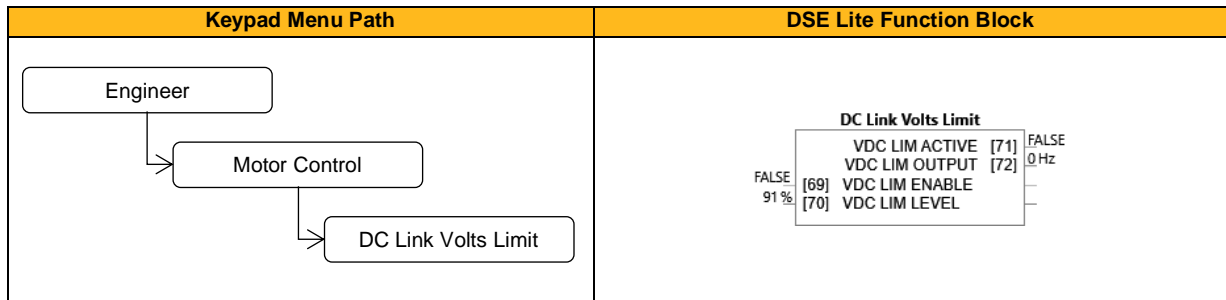 Keypad Menu Path
DSE Lite Function Block
Engineer
Motor Control
DC Link Volts Limit
DC Link Volts Limit
VDC LIM ACTIVE [71] FALSE
VDC LIM OUTPUT [72] 0 Hz
FALSE [69] VDC LIM ENABLE
91 % [70] VDC LIM LEVEL